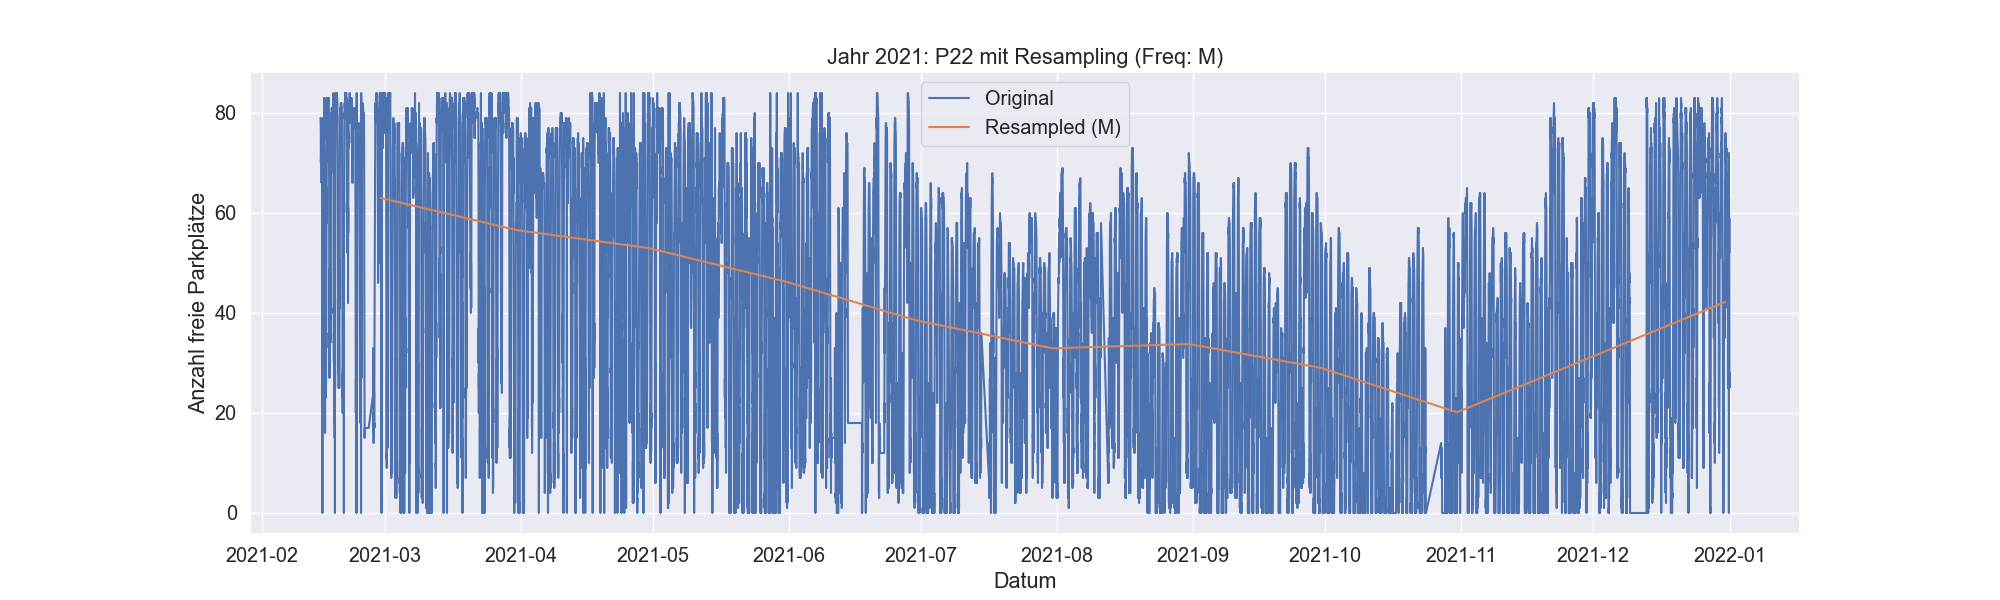 Jahr 2021: P22 mit Resampling (Freq: M)
Original
Resampled (M)
Anzahl freie Parkplätze
80
60
40
20
0
2021-02 2021-03 2021-04 2021-05 2021-06 2021-07 2021-08 2021-09 2021-10 2021-11 2021-12 2022-01
Datum